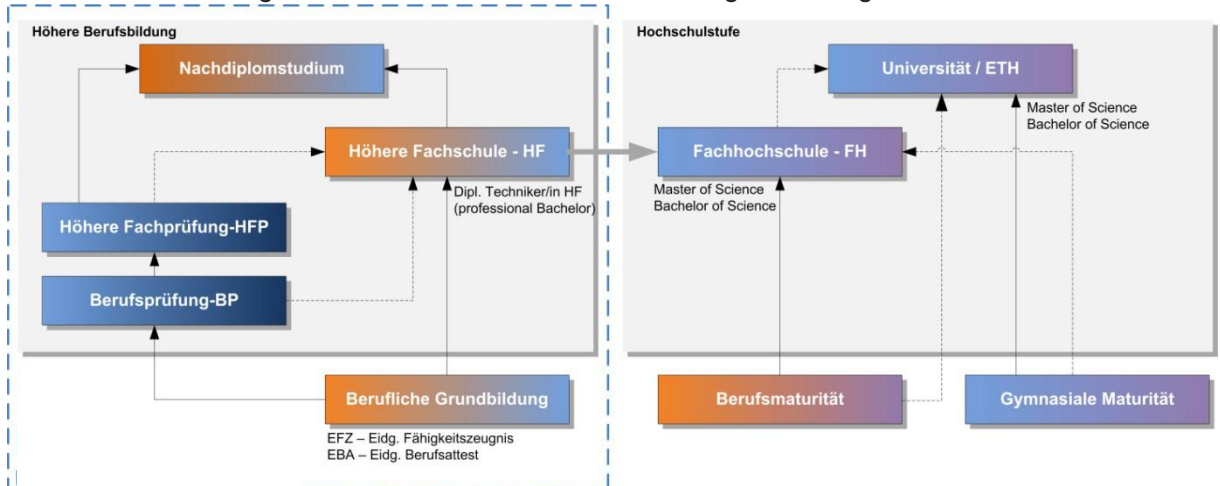 Höhere Berufsbildung
Nachdiplomstudium
Höhere Fachschule - HF
Dipl. Techniker/in HF
(professional Bachelor)
Höhere Fachprüfung-HFP
Berufsprüfung-BP
Berufliche Grundbildung
EFZ – Eidg. Fähigkeitszeugnis
EBA – Eidg. Berufsattest
Hochschulstufe
Universität / ETH
Master of Science
Bachelor of Science
Fachhochschule - FH
Master of Science
Bachelor of Science
Berufsmaturität
Gymnasiale Maturität